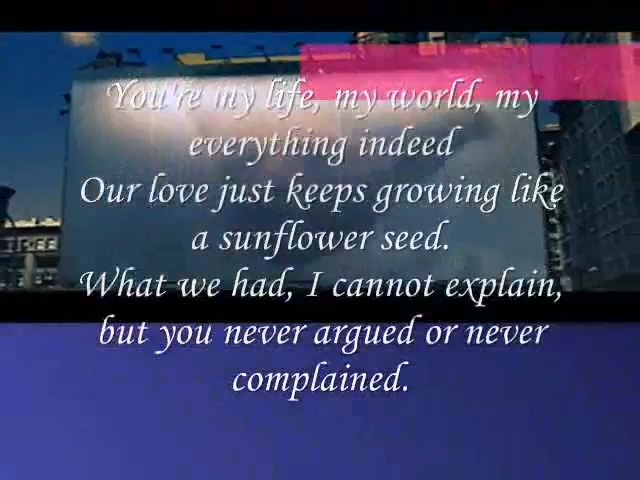 You're my life, my world, my
everything indeed
Our love just keeps growing like
a sunflower seed.
What we had, I cannot explain,
but you never argued or never
complained.